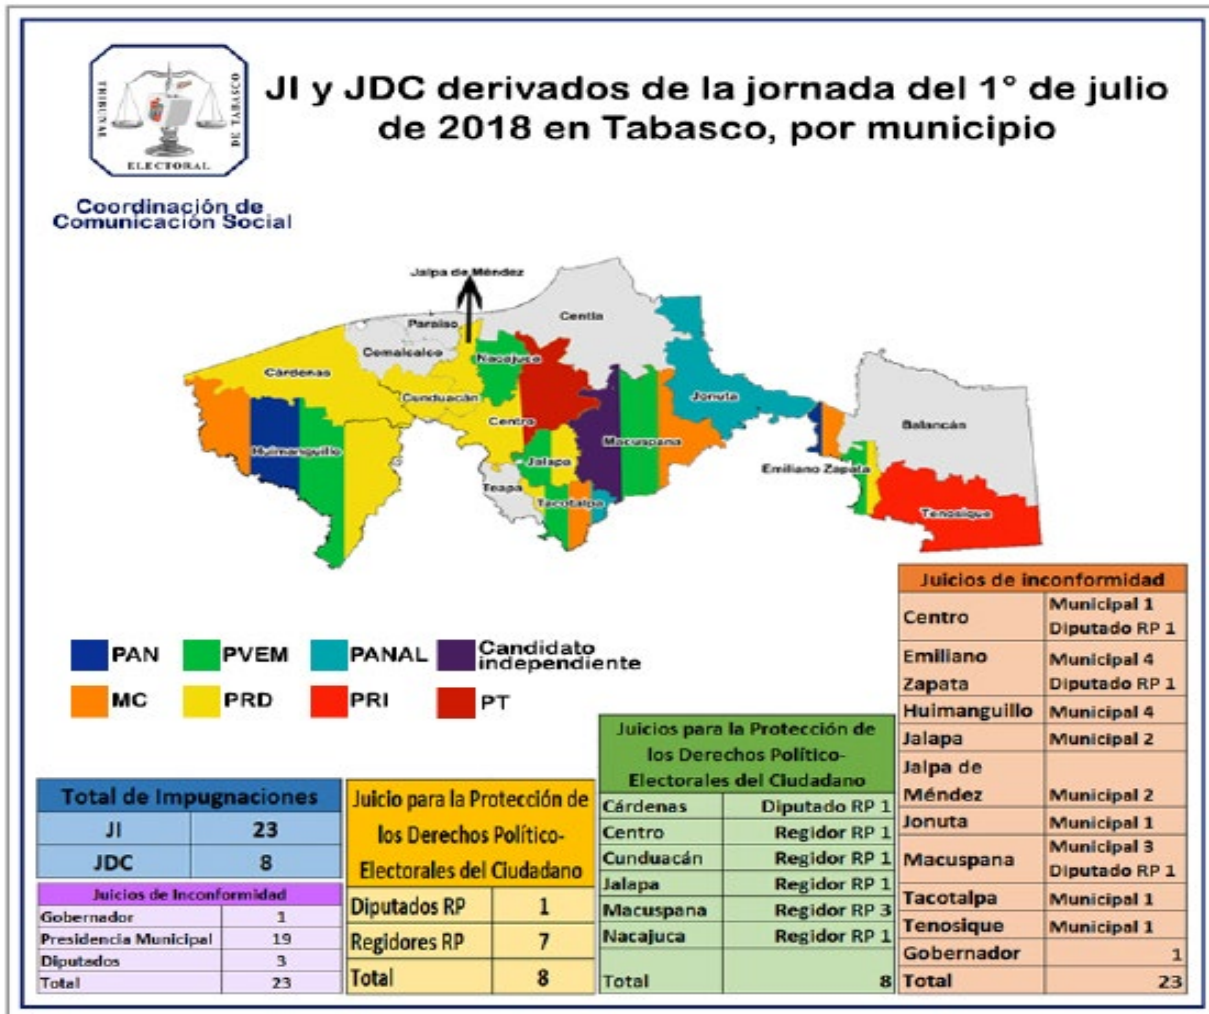 TRIBUNAL
ELECTORAL
DE TABASCO
Coordinación de
Comunicación Social
JI y JDC derivados de la jornada del 1° de julio
de 2018 en Tabasco, por municipio
Jalpa de Méndez
Centla
Paraíso
Comalcalco
Nacajuca
Cárdenas
Cunduacán
Jonuta
Centro
Balancán
Huimanguillo
Macuspana
Jalapa
Emiliano Zapata
Teapa
Tacotalpa
Tenosique
PAN
PVEM
PANAL
Candidato
independiente
MC
PRD
PRI
PT
Total de Impugnaciones
JI 23
JDC 8
Juicios de Inconformidad
Gobernador 1
Presidencia Municipal 19
Diputados 3
Total 23
Juicio para la Protección de
los Derechos Político-
Electorales del Ciudadano
Diputados RP 1
Regidores RP 7
Total 8
Juicios para la Protección de
los Derechos Político-
Electorales del Ciudadano
Cárdenas Diputado RP 1
Centro Regidor RP 1
Cunduacán Regidor RP 1
Jalapa Regidor RP 1
Macuspana Regidor RP 3
Nacajuca Regidor RP 1
Total 8
Juicios de inconformidad
Centro Municipal 1
Diputado RP 1
Emiliano Municipal 4
Zapata Diputado RP 1
Huimanguillo Municipal 4
Jalapa Municipal 2
Jalpa de
Méndez Municipal 2
Jonuta Municipal 1
Macuspana Municipal 3
Diputado RP 1
Tacotalpa Municipal 1
Tenosique Municipal 1
Gobernador 1
Total 23